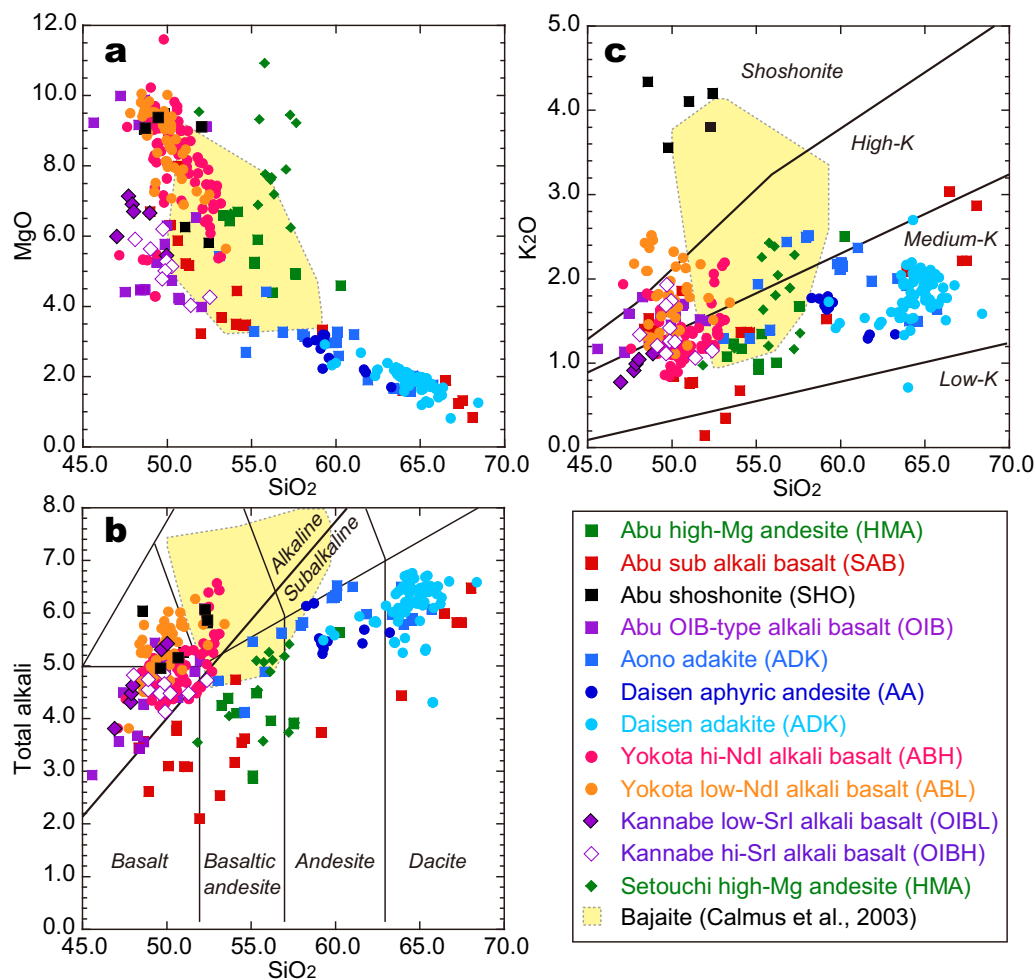 a
12.0
10.0
8.0
6.0
4.0
2.0
0.0
MgO
45.0 50.0 55.0 60.0 65.0 70.0
SiO2
c
5.0
4.0
3.0
2.0
1.0
0.0
K2O
Shoshonite
High-K
Medium-K
Low-K
45.0 50.0 55.0 60.0 65.0 70.0
SiO2
b
8.0
7.0
6.0
5.0
4.0
3.0
2.0
1.0
0.0
Total alkali
Alkaline
Subalkaline
Basalt
Basaltic
andesite
Andesite
Dacite
45.0 50.0 55.0 60.0 65.0 70.0
SiO2
Abu high-Mg andesite (HMA)
Abu sub alkali basalt (SAB)
Abu shoshonite (SHO)
Abu OIB-type alkali basalt (OIB)
Aono adakite (ADK)
Daisen aphyric andesite (AA)
Daisen adakite (ADK)
Yokota hi-NdI alkali basalt (ABH)
Yokota low-NdI alkali basalt (ABL)
Kannabe low-SrI alkali basalt (OIBL)
Kannabe hi-SrI alkali basalt (OIBH)
Setouchi high-Mg andesite (HMA)
Bajaite (Calmus et al., 2003)